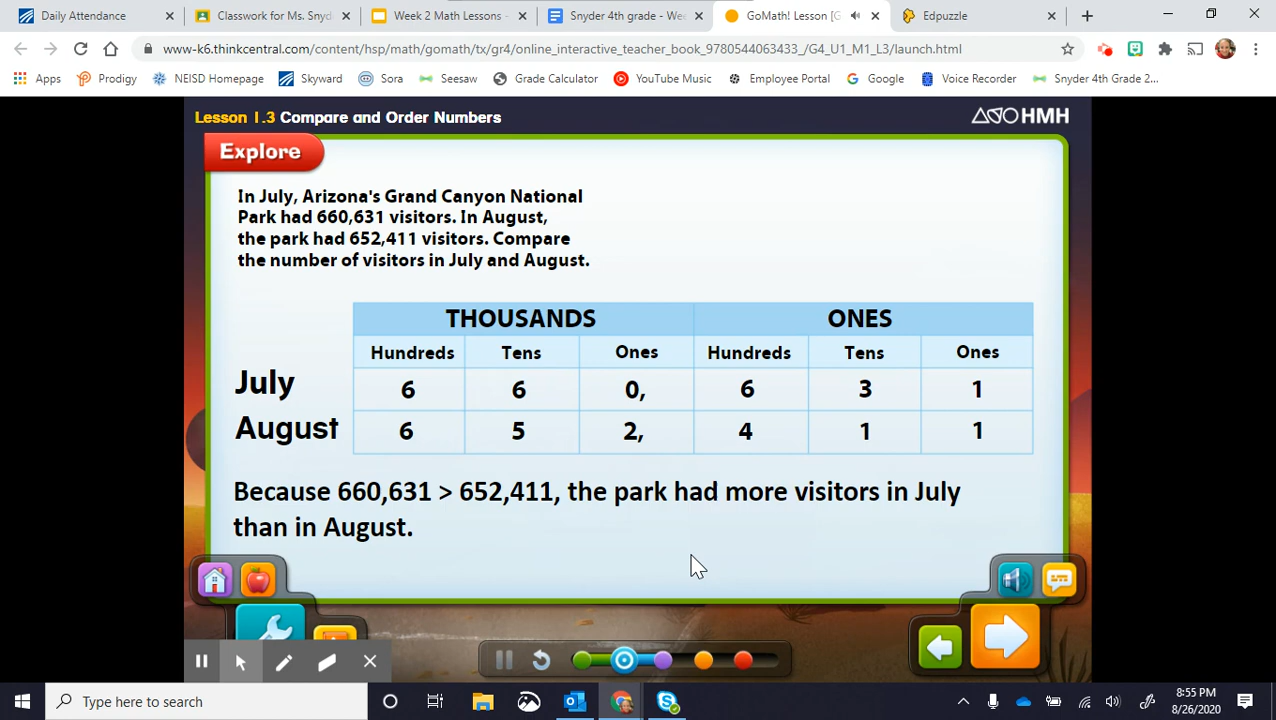 Daily Attendance
Classwork for Ms. Snyd
Week 2 Math Lessons -
Snyder 4th grade - Wee
GoMath! Lesson [G
Edpuzzle
www-k6.thinkcentral.com/content/hsp/math/gomath/tx/gr4/online_interactive_teacher_book_9780544063433_/G4_U1_M1_L3/launch.html
Apps Prodigy NEISD Homepage Skyward Sora Seesaw Grade Calculator YouTube Music Employee Portal Google Voice Recorder Snyder 4th Grade 2...
Lesson 1.3 Compare and Order Numbers
HMH
Explore
In July, Arizona's Grand Canyon National
Park had 660,631 visitors. In August,
the park had 652,411 visitors. Compare
the number of visitors in July and August.
THOUSANDS ONES
Hundreds Tens Ones Hundreds Tens Ones
July 6 6 0, 6 3 1
August 6 5 2, 4 1 1
Because 660,631 > 652,411, the park had more visitors in July
than in August.
Type here to search
8:55 PM
8/26/2020